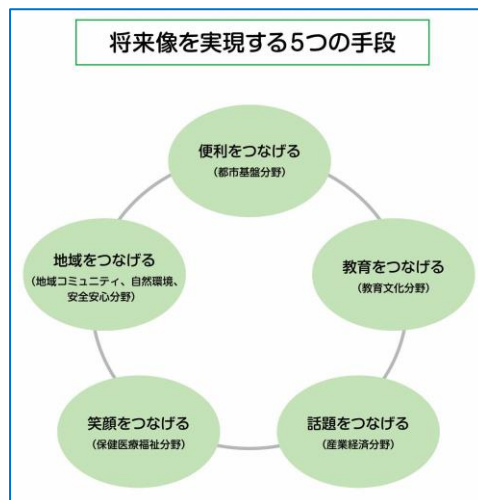 将来像を実現する5つの手段
便利をつなげる
(都市基盤分野)
教育をつなげる
(教育文化分野)
話題をつなげる
(産業経済分野)
笑顔をつなげる
(保健医療福祉分野)
地域をつなげる
(地域コミュニティ、自然環境、
安全安心分野)